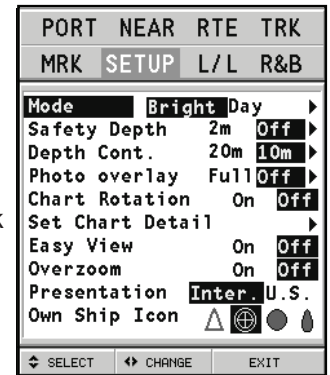 PORT NEAR RTE TRK
MRK SETUP L/L R&B
Mode Bright Day
Safety Depth 2m Off
Depth Cont. 20m 10m
Photo overlay Full Off
Chart Rotation On Off
Set Chart Detail
Easy View On Off
Overzoom On Off
Presentation Inter. U.S.
Own Ship Icon
SELECT CHANGE EXIT